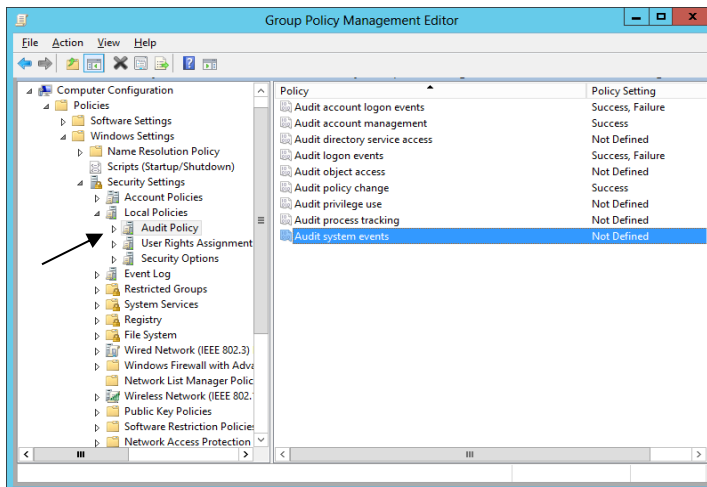 Group Policy Management Editor
File Action View Help
Computer Configuration
Policies
Software Settings
Windows Settings
Name Resolution Policy
Scripts (Startup/Shutdown)
Security Settings
Account Policies
Local Policies
Audit Policy
User Rights Assignment
Security Options
Event Log
Restricted Groups
System Services
Registry
File System
Wired Network (IEEE 802.3)
Windows Firewall with Adva
Network List Manager Polic
Wireless Network (IEEE 802.
Public Key Policies
Software Restriction Policies
Network Access Protection
Policy Policy Setting
Audit account logon events Success, Failure
Audit account management Success
Audit directory service access Not Defined
Audit logon events Success, Failure
Audit object access Not Defined
Audit policy change Success
Audit privilege use Not Defined
Audit process tracking Not Defined
Audit system events Not Defined